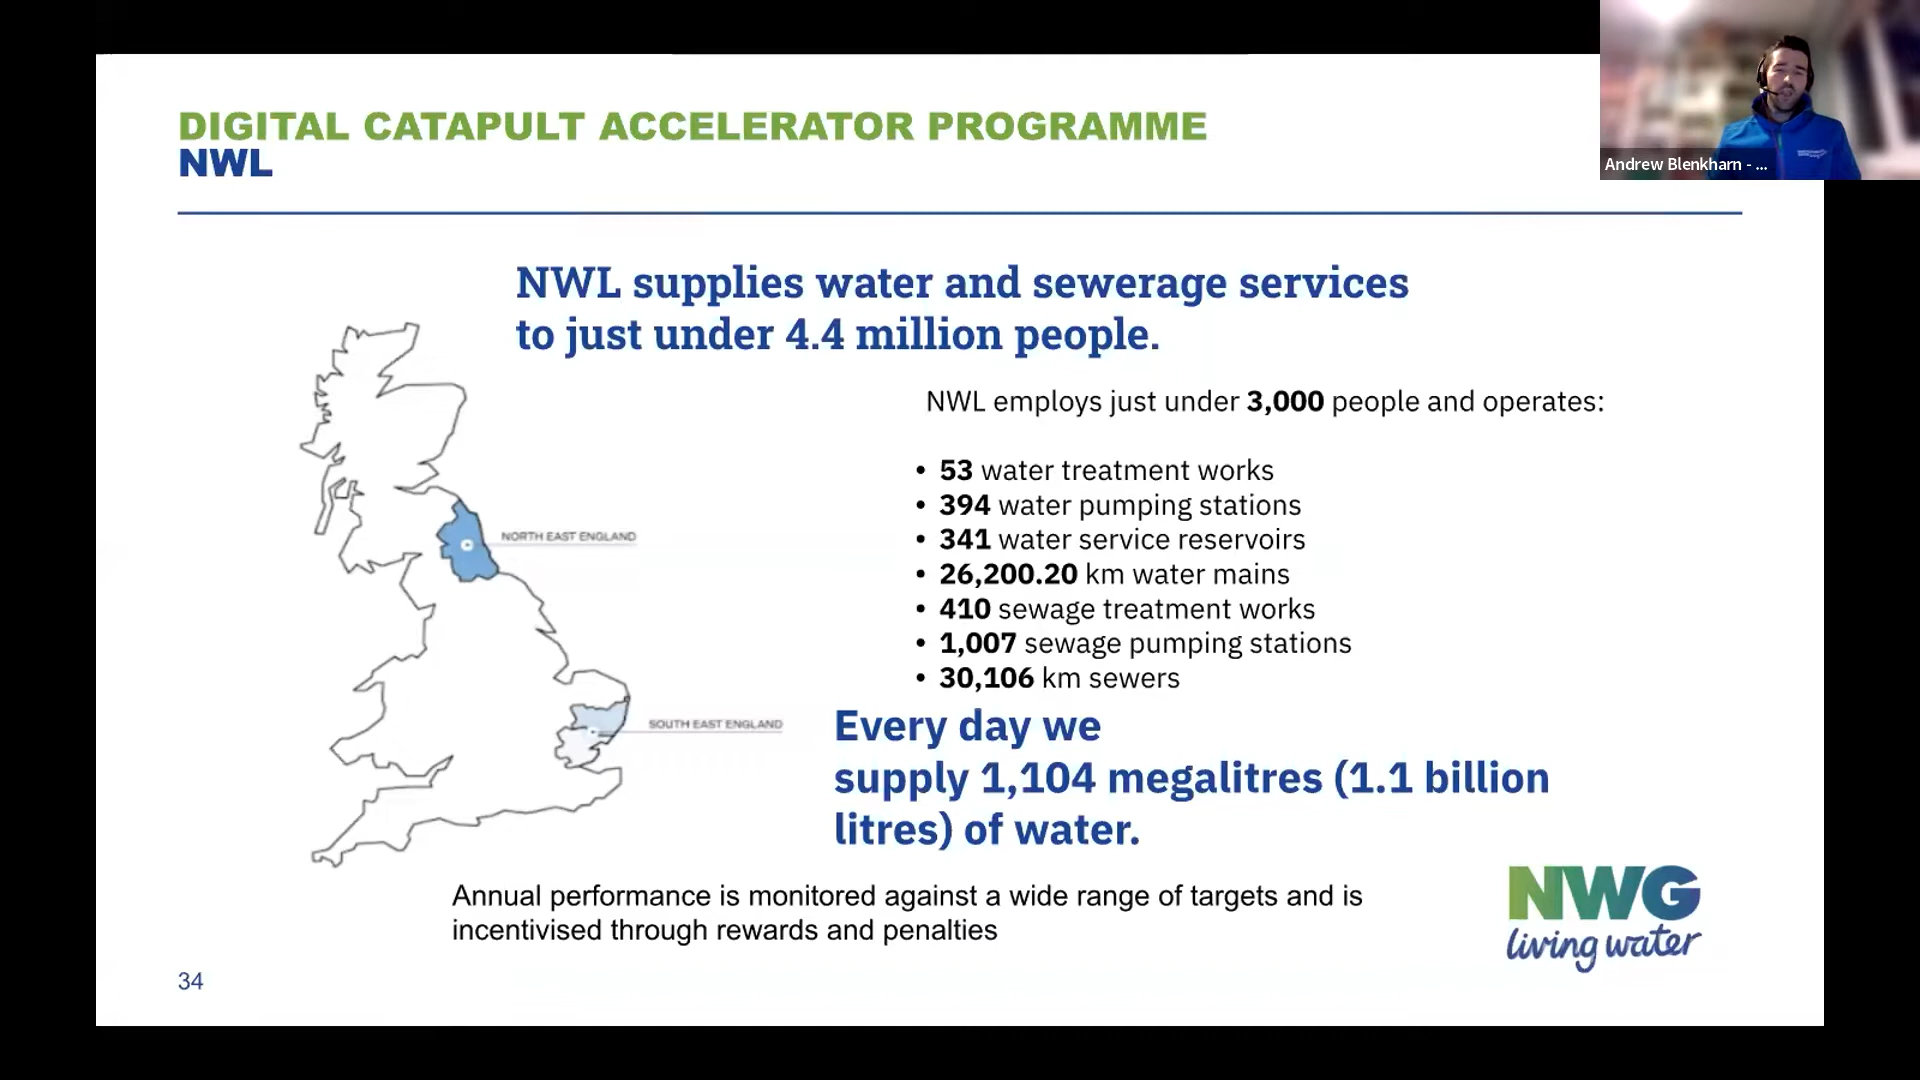 DIGITAL CATAPULT ACCELERATOR PROGRAMME
NWL
Andrew Blenkharn - ...
NWL supplies water and sewerage services
to just under 4.4 million people.
NWL employs just under 3,000 people and operates:
• 53 water treatment works
• 394 water pumping stations
• 341 water service reservoirs
• 26,200.20 km water mains
• 410 sewage treatment works
• 1,007 sewage pumping stations
• 30,106 km sewers
NORTH EAST ENGLAND
SOUTH EAST ENGLAND
Every day we
supply 1,104 megalitres (1.1 billion
litres) of water.
Annual performance is monitored against a wide range of targets and is
incentivised through rewards and penalties
NWG
living water
34